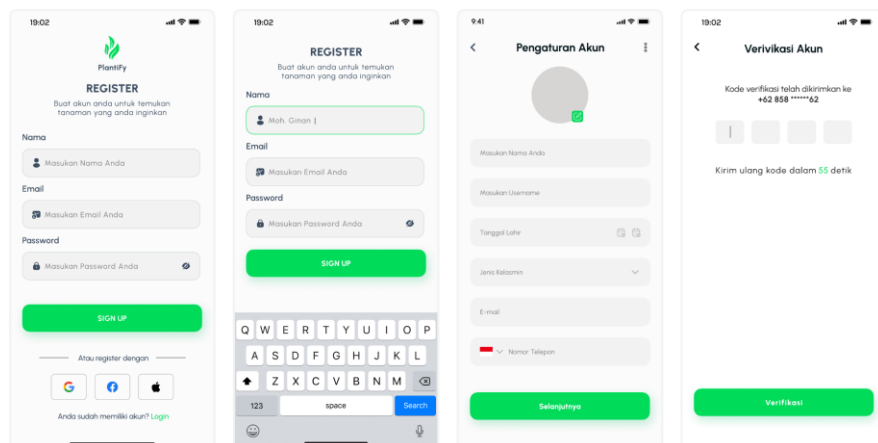 19:02
PlantiFy
REGISTER
Buat akun anda untuk temukan
tanaman yang anda inginkan
Nama
Masukan Nama Anda
Email
Masukan Email Anda
Password
Masukan Password Anda
SIGN UP
Atau register dengan
Anda sudah memiliki akun? Login
19:02
REGISTER
Buat akun anda untuk temukan
tanaman yang anda inginkan
Nama
Moh. Ginan
Email
Masukan Email Anda
Password
Masukan Password Anda
SIGN UP
Q W E R T Y U I O P
A S D F G H J K L
Z X C V B N M
123 space Search
9:41
Pengaturan Akun
Masukan Nama Anda
Masukan Username
Tanggal Lahir
Jenis Kelaamin
E-mail
Nomor Telepon
Selanjutnya
19:02
Verivikasi Akun
Kode verifikasi telah dikirimkan ke
+62 858 ******62
Kirim ulang kode dalam 55 detik
Verifikasi